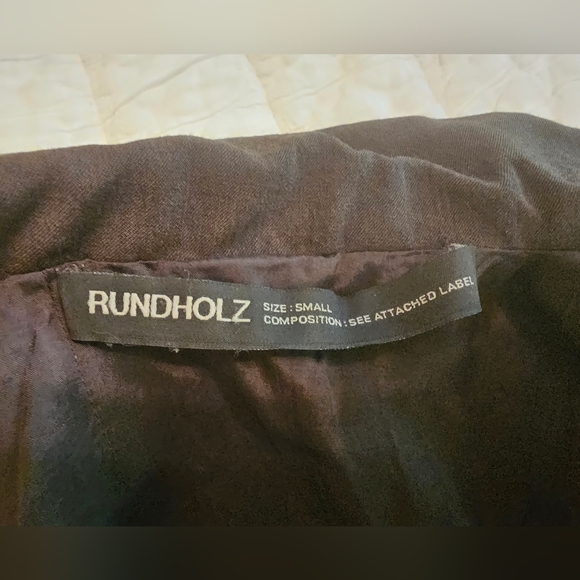 RUNDHOLZ
SIZE : SMALL
COMPOSITION : SEE ATTACHED LABEL